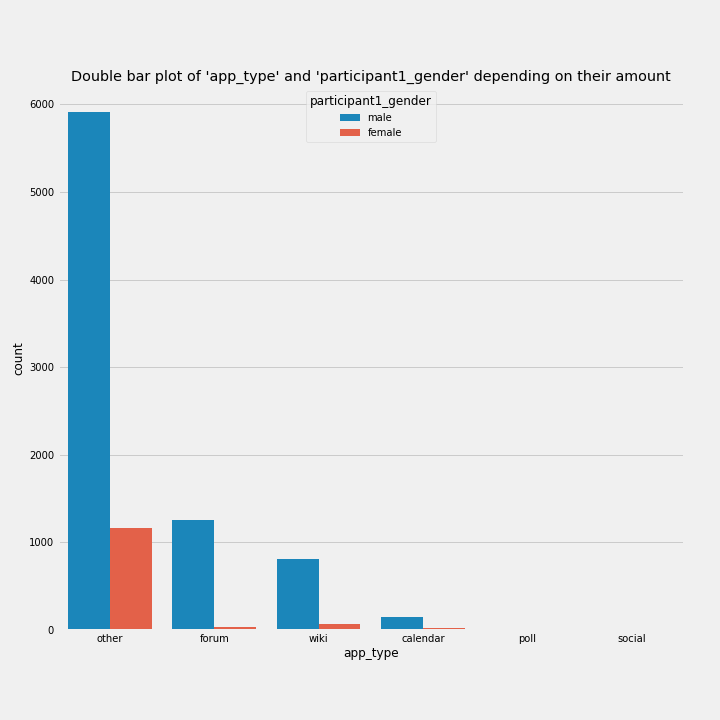 Double bar plot of 'app_type' and 'participant1_gender' depending on their amount
participant1_gender
male
female
6000
5000
4000
3000
2000
1000
0
count
other forum wiki calendar poll social
app_type